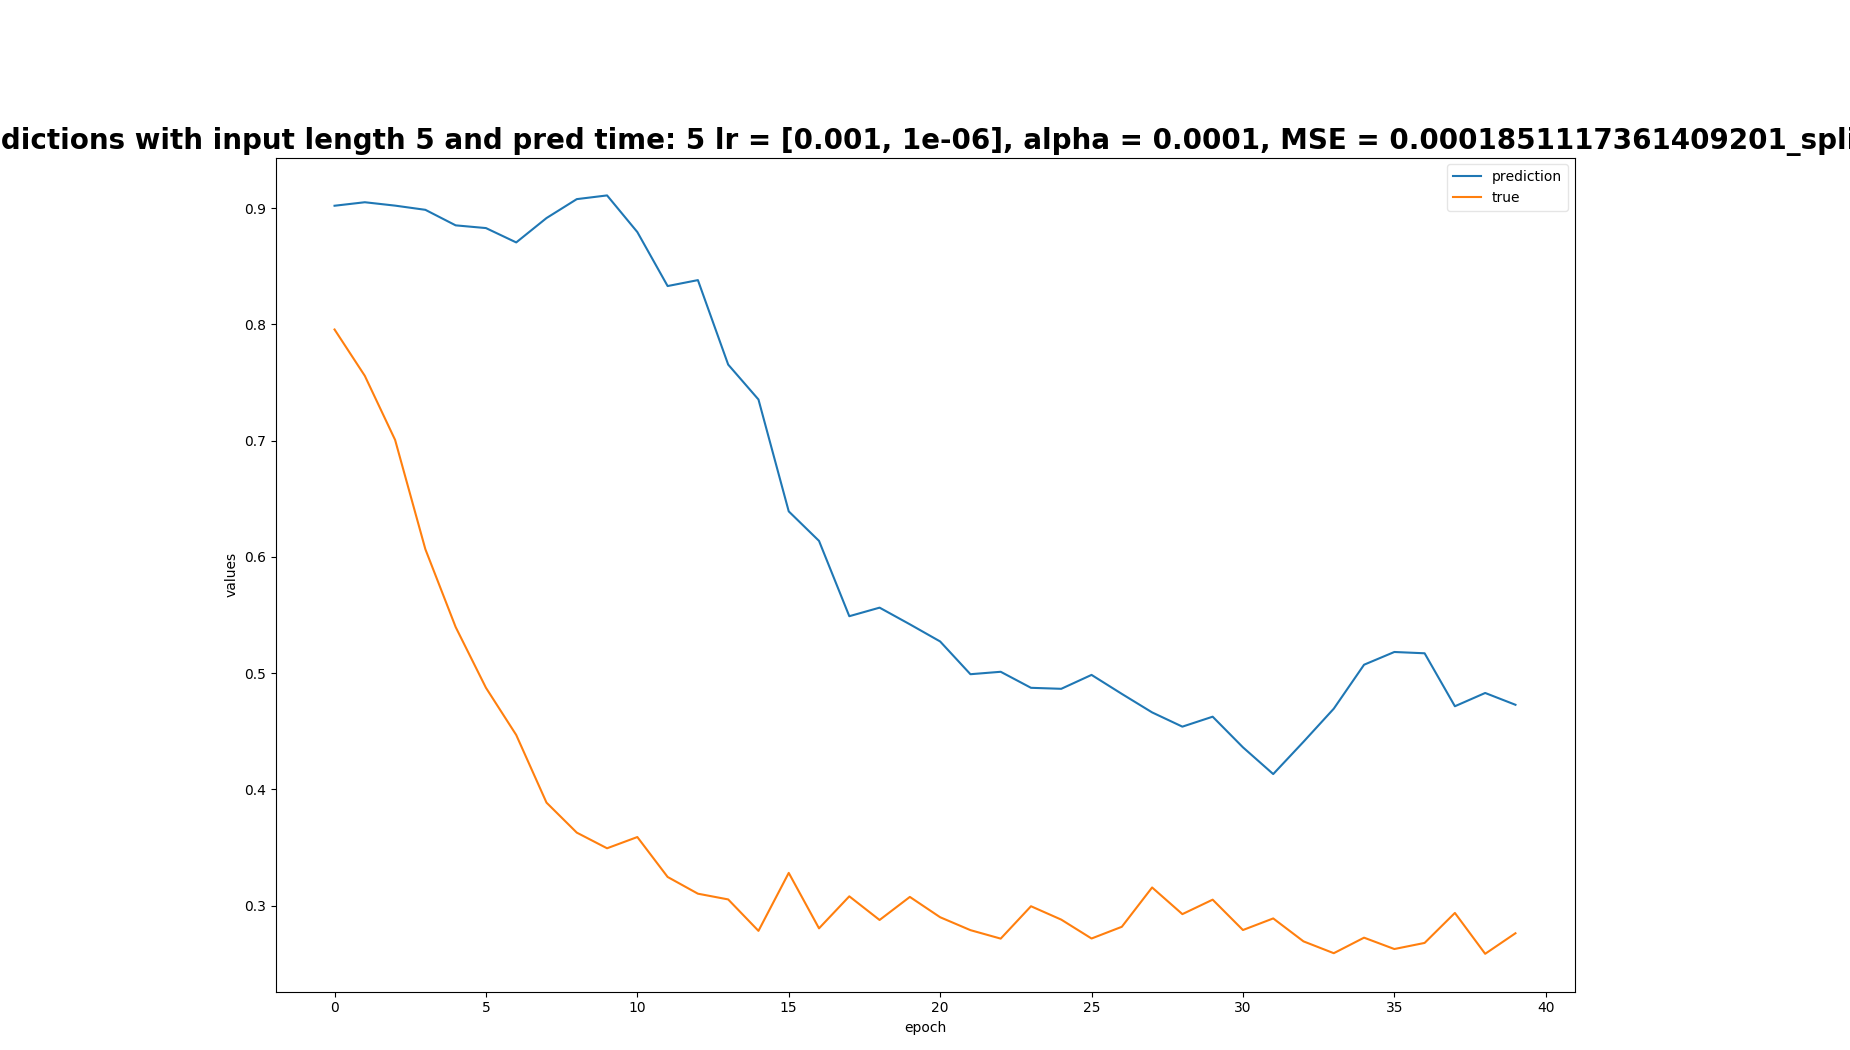 dictions with input length 5 and pred time: 5 lr = [0.001, 1e-06], alpha = 0.0001, MSE = 0.0001851117361409201_spli
prediction
true
0.9
0.8
0.7
0.6
0.5
0.4
0.3
values
0 5 10 15 20 25 30 35 40
epoch